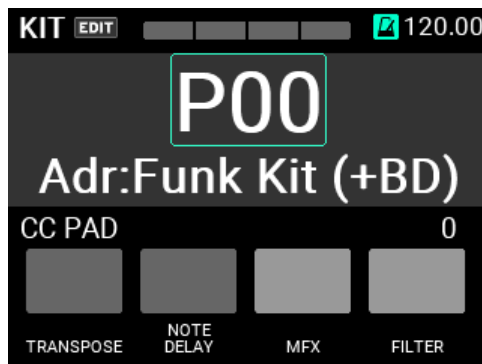 KIT EDIT 120.00
P00
Adr:Funk Kit (+BD)
CC PAD 0
TRANSPOSE NOTE DELAY MFX FILTER